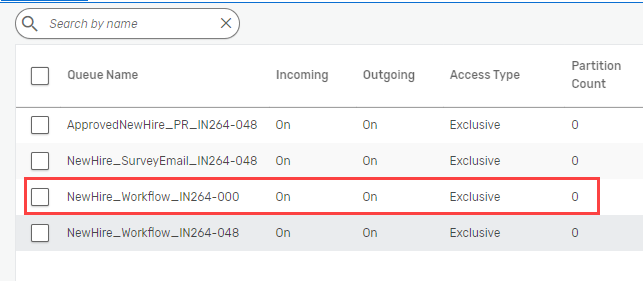 Search by name
Queue Name Incoming Outgoing Access Type Partition Count
ApprovedNewHire_PR_IN264-048 On On Exclusive 0
NewHire_SurveyEmail_IN264-048 On On Exclusive 0
NewHire_Workflow_IN264-000 On On Exclusive 0
NewHire_Workflow_IN264-048 On On Exclusive 0